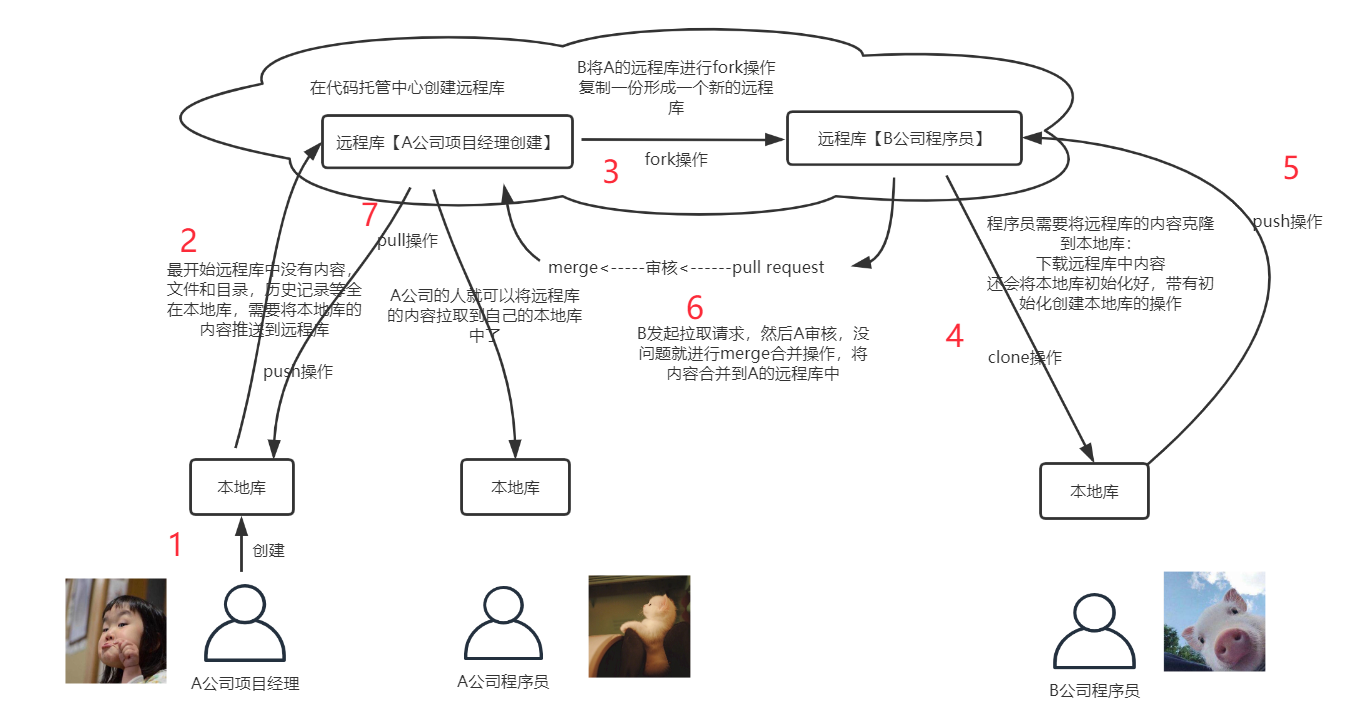 B将A的远程库进行fork操作
复制一份形成一个新的远程
库
在代码托管中心创建远程库
远程库【A公司项目经理创建】
远程库【B公司程序员】
fork操作
3
5
7
2
pull操作
push操作
程序员需要将远程库的内容克隆
到本地库：
下载远程库中内容
还会将本地库初始化好，带有初
始化创建本地库的操作
最开始远程库中没有内容，
文件和目录，历史记录等全
在本地库，需要将本地库的
内容推送到远程库
merge<-----审核<------pull request
A公司的人就可以将远程库
的内容拉取到自己的本地库
中了
6
B发起拉取请求，然后A审核，没
问题就进行merge合并操作，将
内容合并到A的远程库中
4
clone操作
push操作
本地库
本地库
本地库
1
创建
A公司项目经理
A公司程序员
B公司程序员